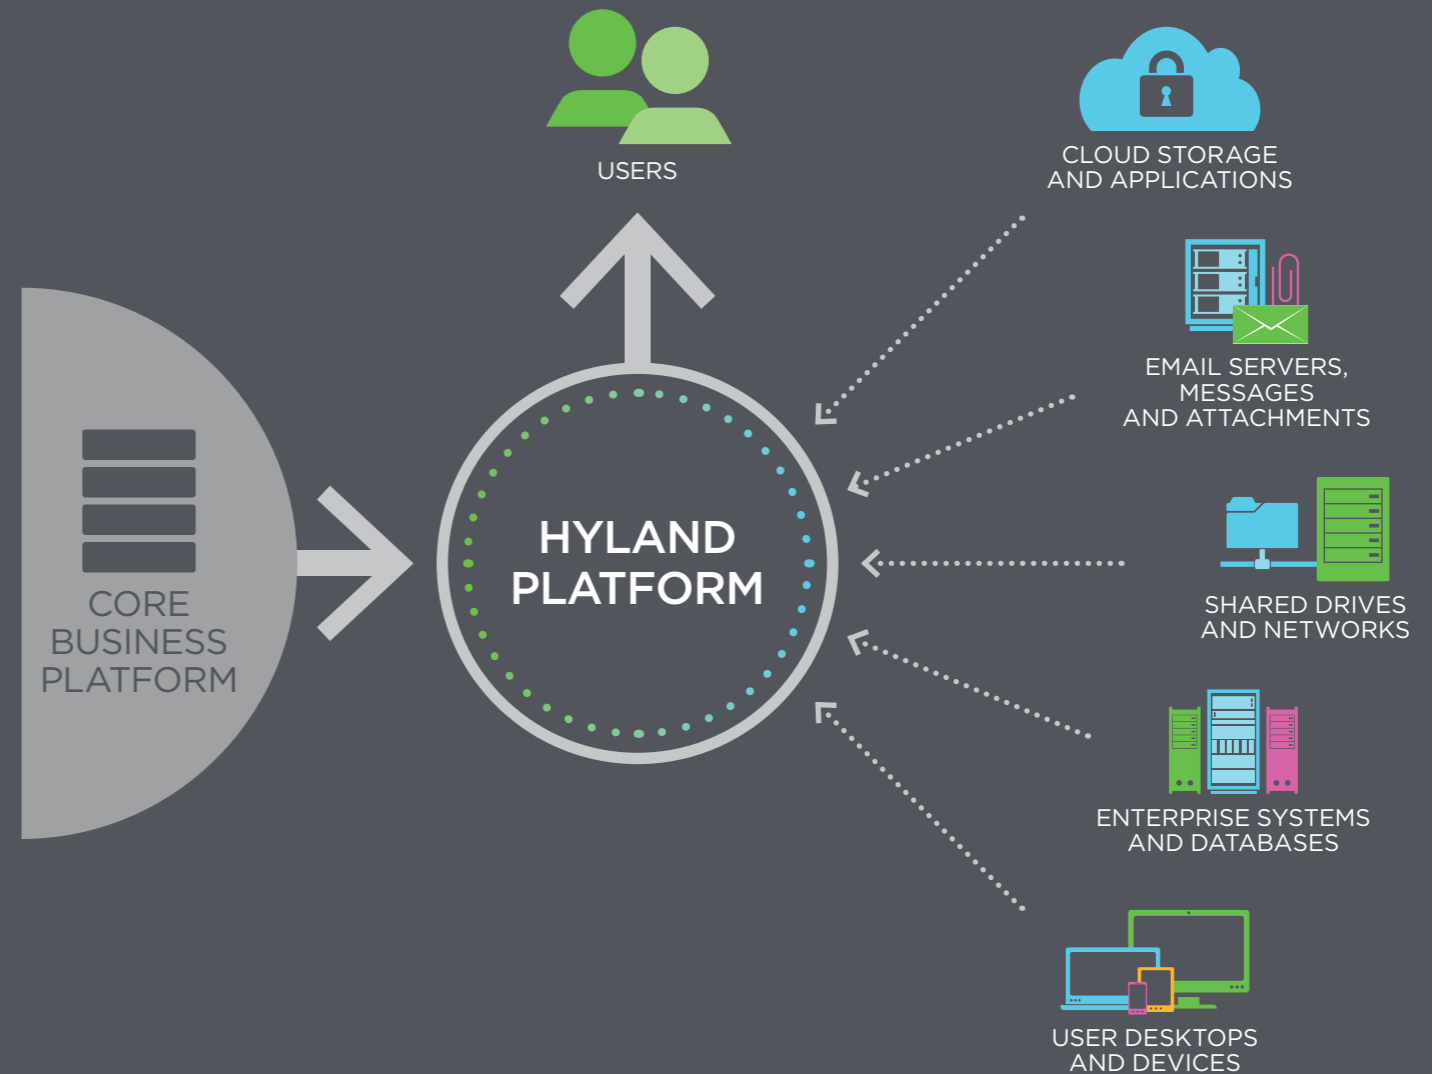 USERS
CLOUD STORAGE
AND APPLICATIONS
EMAIL SERVERS,
MESSAGES
AND ATTACHMENTS
CORE
BUSINESS
PLATFORM
HYLAND
PLATFORM
SHARED DRIVES
AND NETWORKS
ENTERPRISE SYSTEMS
AND DATABASES
USER DESKTOPS
AND DEVICES